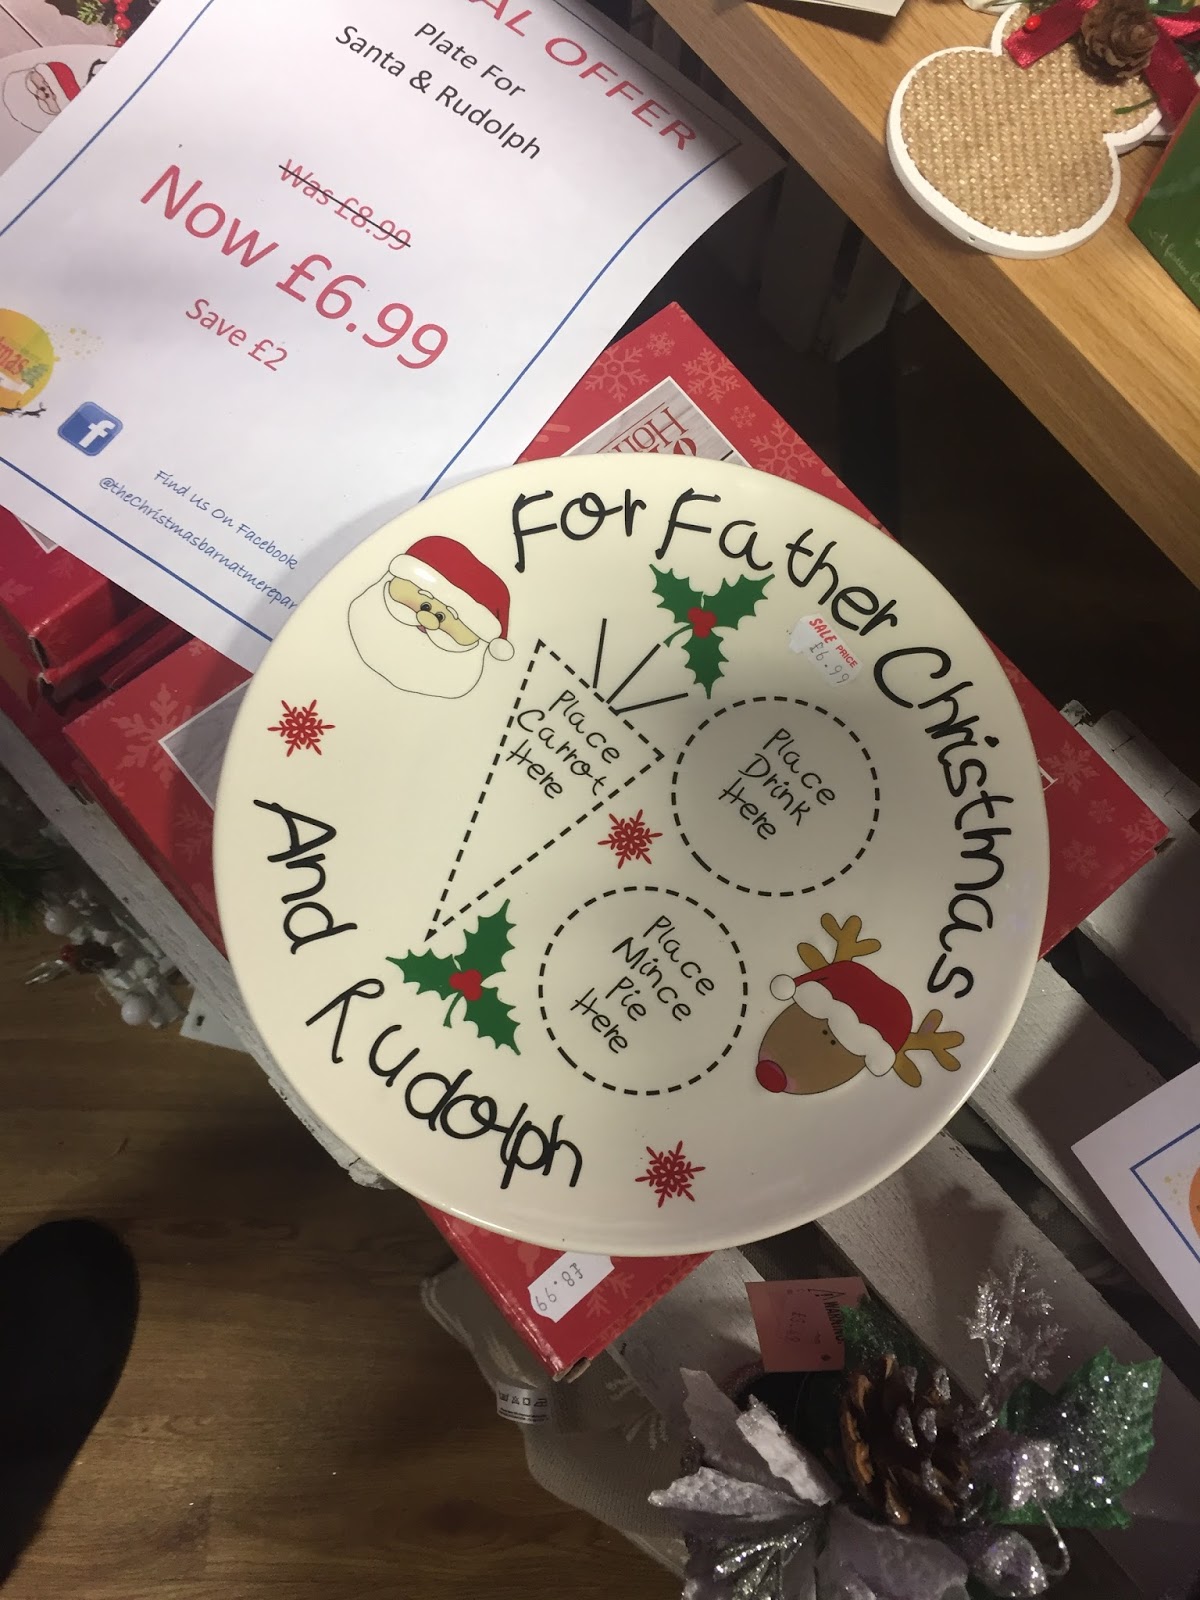 AL OFFER
Plate For
Santa & Rudolph
Was £8.99
Now £6.99
Save £2
Find Us On Facebook
@theChristmasbarnatmerepar
For Father Christmas
And Rudolph
SALE PRICE
£6.99
Place
Carrot
Here
Place
Drink
Here
Place
Mince
Pie
Here
£8.99
WARNING